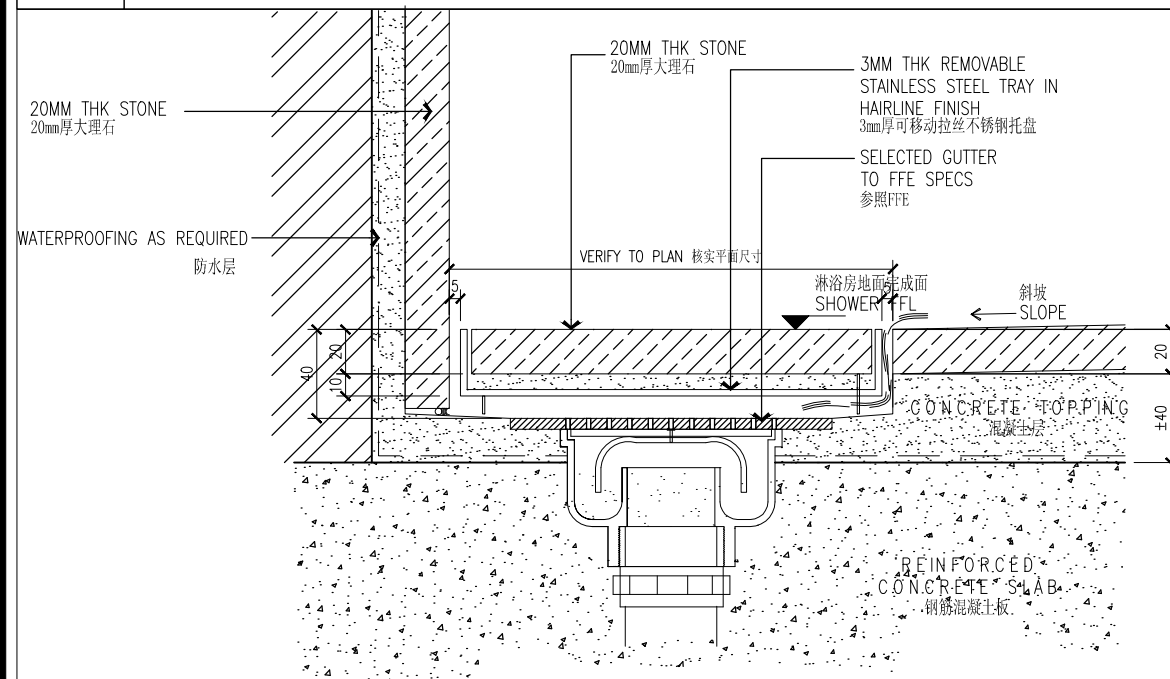 20MM THK STONE
20mm厚大理石
3MM THK REMOVABLE
STAINLESS STEEL TRAY IN
HAIRLINE FINISH
3mm厚可移动拉丝不锈钢托盘
20MM THK STONE
20mm厚大理石
SELECTED GUTTER
TO FFE SPECS
参照FFE
WATERPROOFING AS REQUIRED
防水层
VERIFY TO PLAN 核实平面尺寸
5
淋浴房地面完成面
SHOWER FFL
5
斜坡
SLOPE
40
20
10
20
±40
CONCRETE TOPPING
混凝土层
REINFORCED
CONCRETE SLAB
钢筋混凝土板